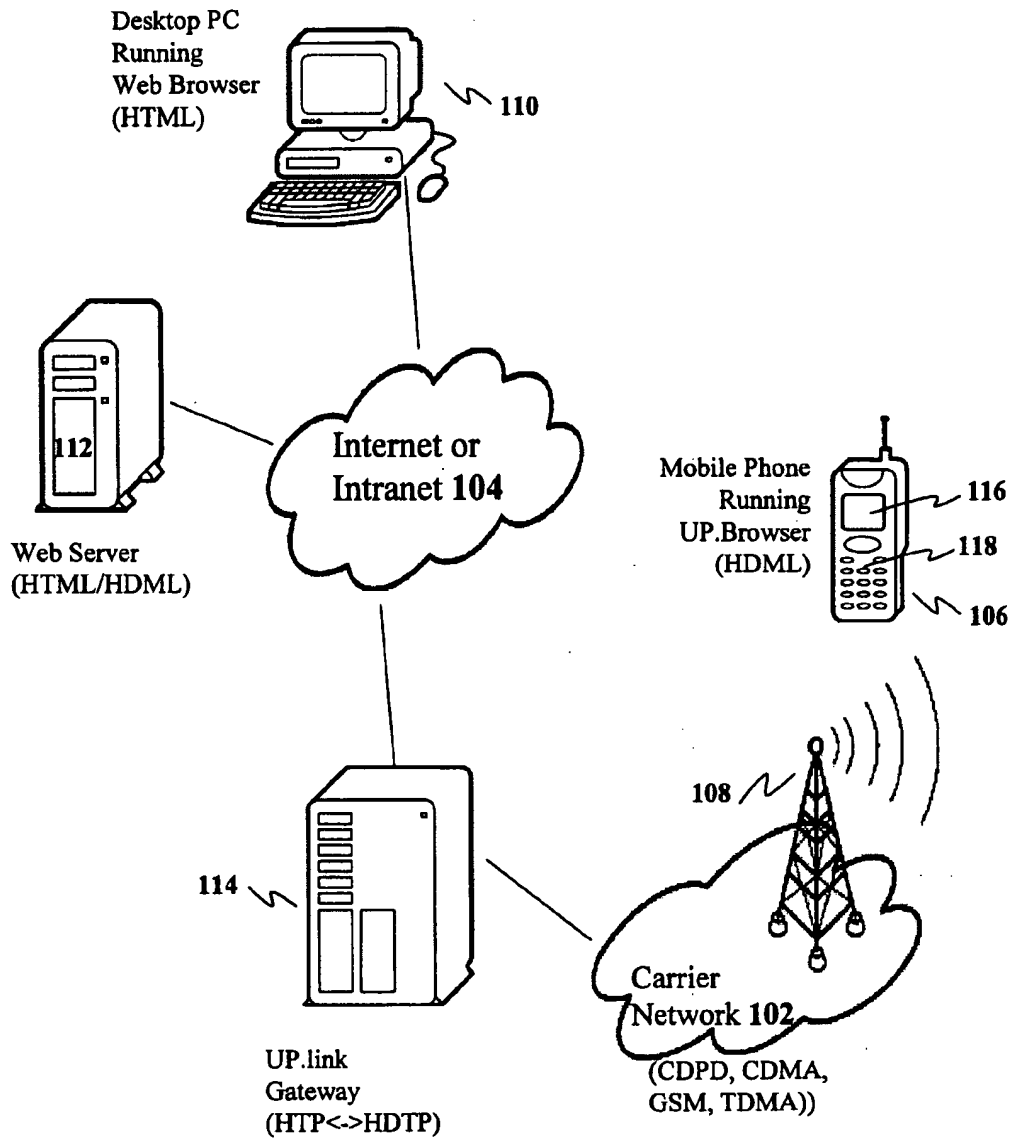 Desktop PC
Running
Web Browser
(HTML)
110
112
Web Server
(HTML/HDML)
Internet or
Intranet 104
Mobile Phone
Running
UP.Browser
(HDML)
116
118
106
108
114
UP.link
Gateway
(HTP<->HDTP)
Carrier
Network 102
(CDPD, CDMA,
GSM, TDMA))